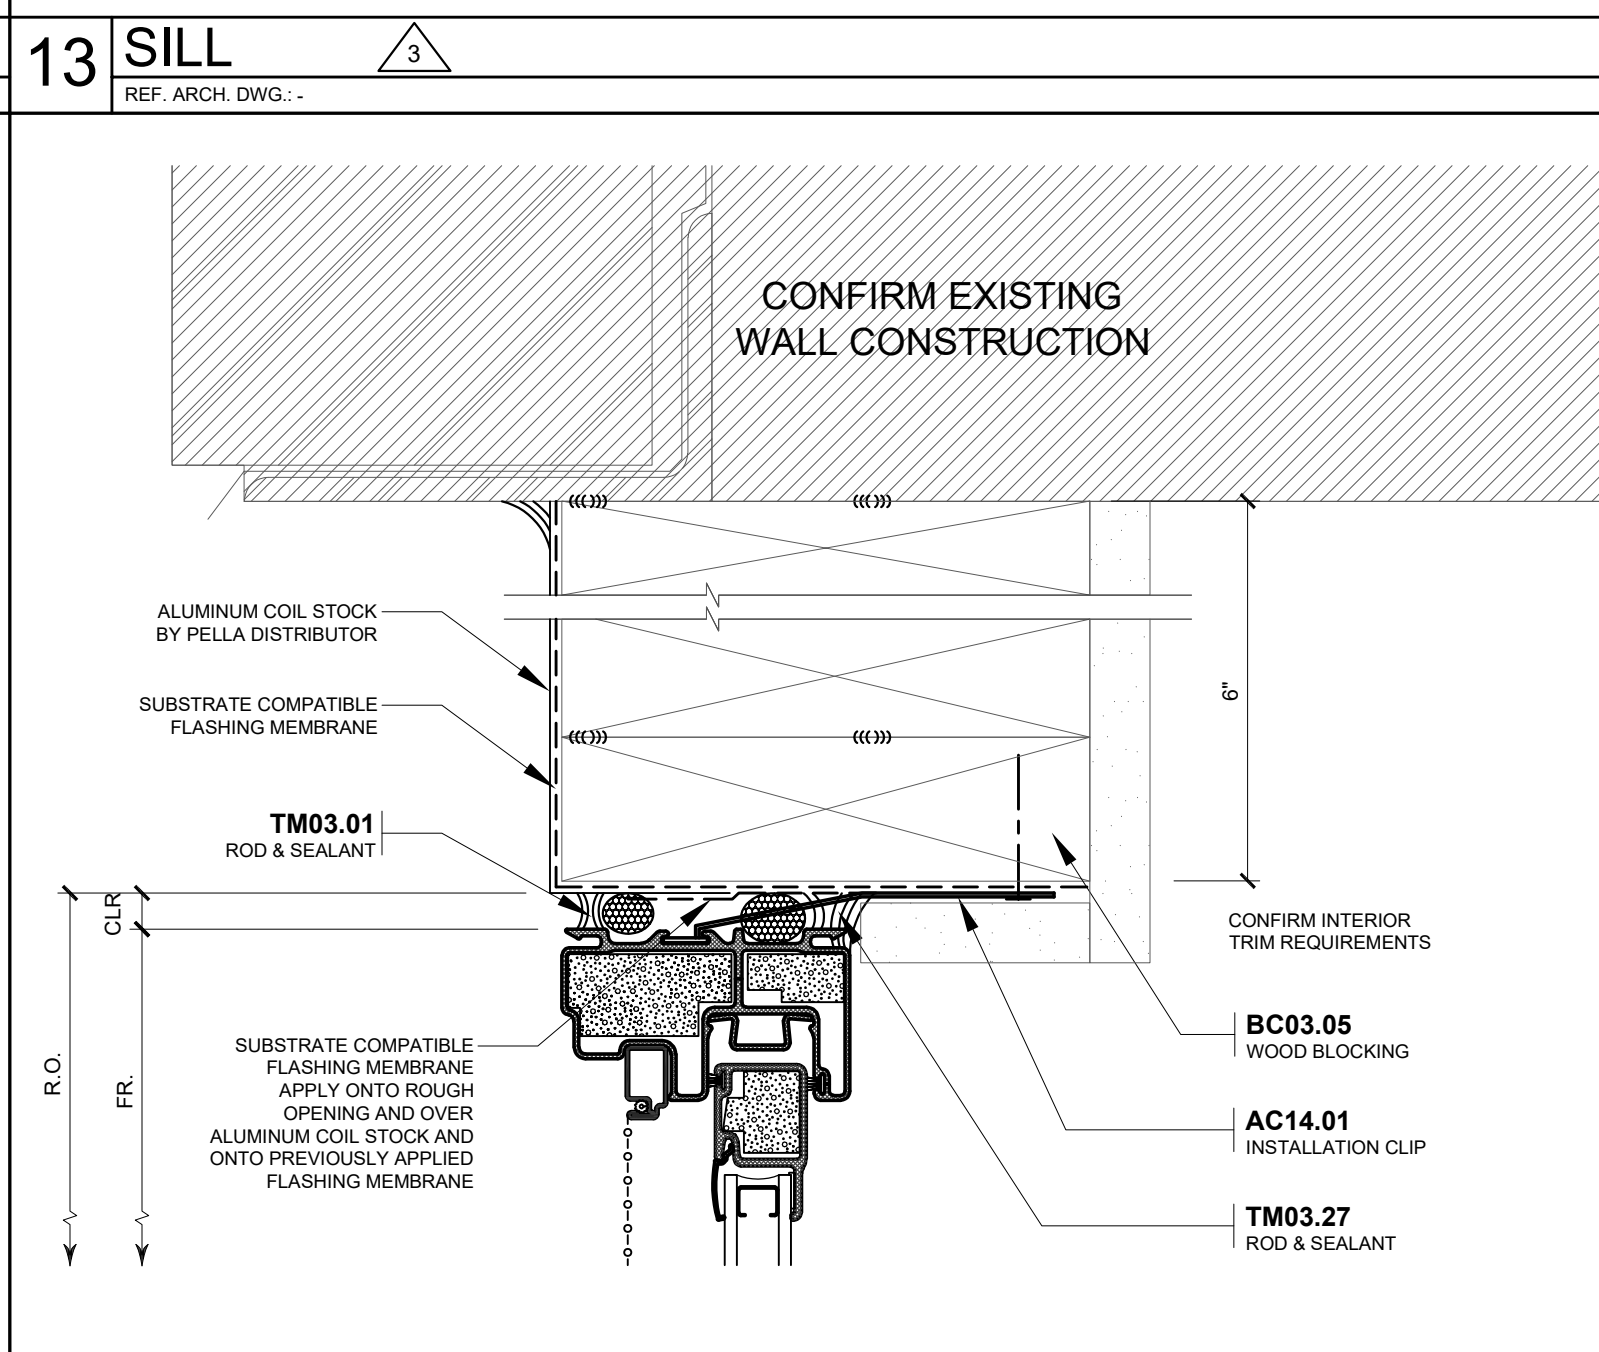 13
SILL
3
REF. ARCH. DWG.: -
CONFIRM EXISTING
WALL CONSTRUCTION
ALUMINUM COIL STOCK
BY PELLA DISTRIBUTOR
SUBSTRATE COMPATIBLE
FLASHING MEMBRANE
6"
TM03.01
ROD & SEALANT
CLR
R.O.
FR.
CONFIRM INTERIOR
TRIM REQUIREMENTS
SUBSTRATE COMPATIBLE
FLASHING MEMBRANE
APPLY ONTO ROUGH
OPENING AND OVER
ALUMINUM COIL STOCK AND
ONTO PREVIOUSLY APPLIED
FLASHING MEMBRANE
BC03.05
WOOD BLOCKING
AC14.01
INSTALLATION CLIP
TM03.27
ROD & SEALANT